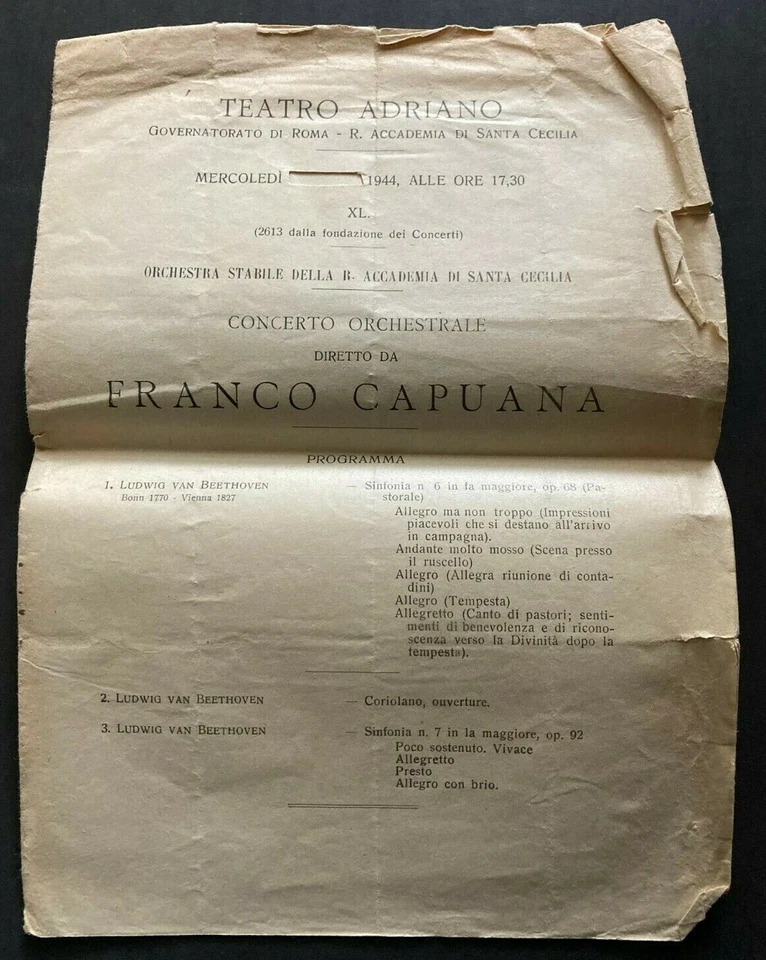 TEATRO ADRIANO
GOVERNATORATO DI ROMA - R. ACCADEMIA DI SANTA CECILIA
MERCOLEDÌ 1944, ALLE ORE 17,30
XL.
(2613 dalla fondazione dei Concerti)
ORCHESTRA STABILE DELLA R. ACCADEMIA DI SANTA CECILIA
CONCERTO ORCHESTRALE
DIRETTO DA
FRANCO CAPUANA
PROGRAMMA
1. LUDWIG VAN BEETHOVEN — Sinfonia n 6 in fa maggiore, op. 68 (Pa-
Bonn 1770 - Vienna 1827 storale)
Allegro ma non troppo (Impressioni
piacevoli che si destano all'arrivo
in campagna).
Andante molto mosso (Scena presso
il ruscello)
Allegro (Allegra riunione di conta-
dini)
Allegro (Tempesta)
Allegretto (Canto di pastori; senti-
menti di benevolenza e di ricono-
scenza verso la Divinità dopo la
tempesta).
2. LUDWIG VAN BEETHOVEN — Coriolano, ouverture.
3. LUDWIG VAN BEETHOVEN — Sinfonia n. 7 in la maggiore, op. 92
Poco sostenuto. Vivace
Allegretto
Presto
Allegro con brio.